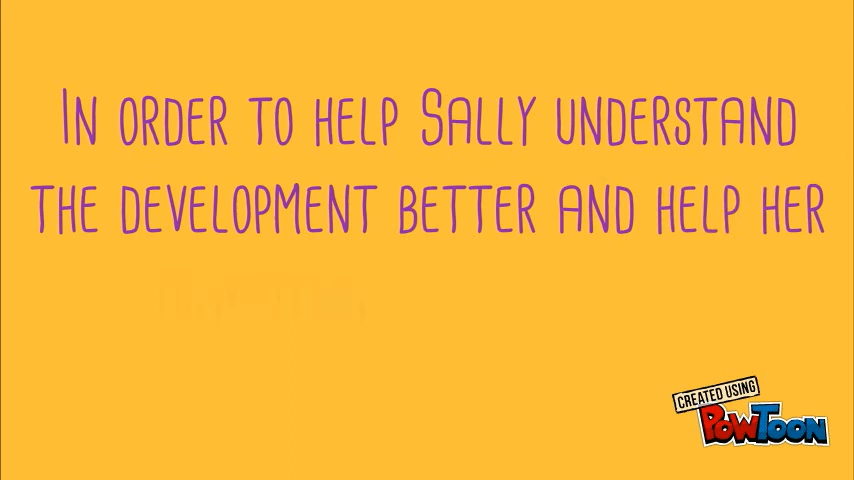 In order to help Sally understand
the development better and help her
CREATED USING
PowToon